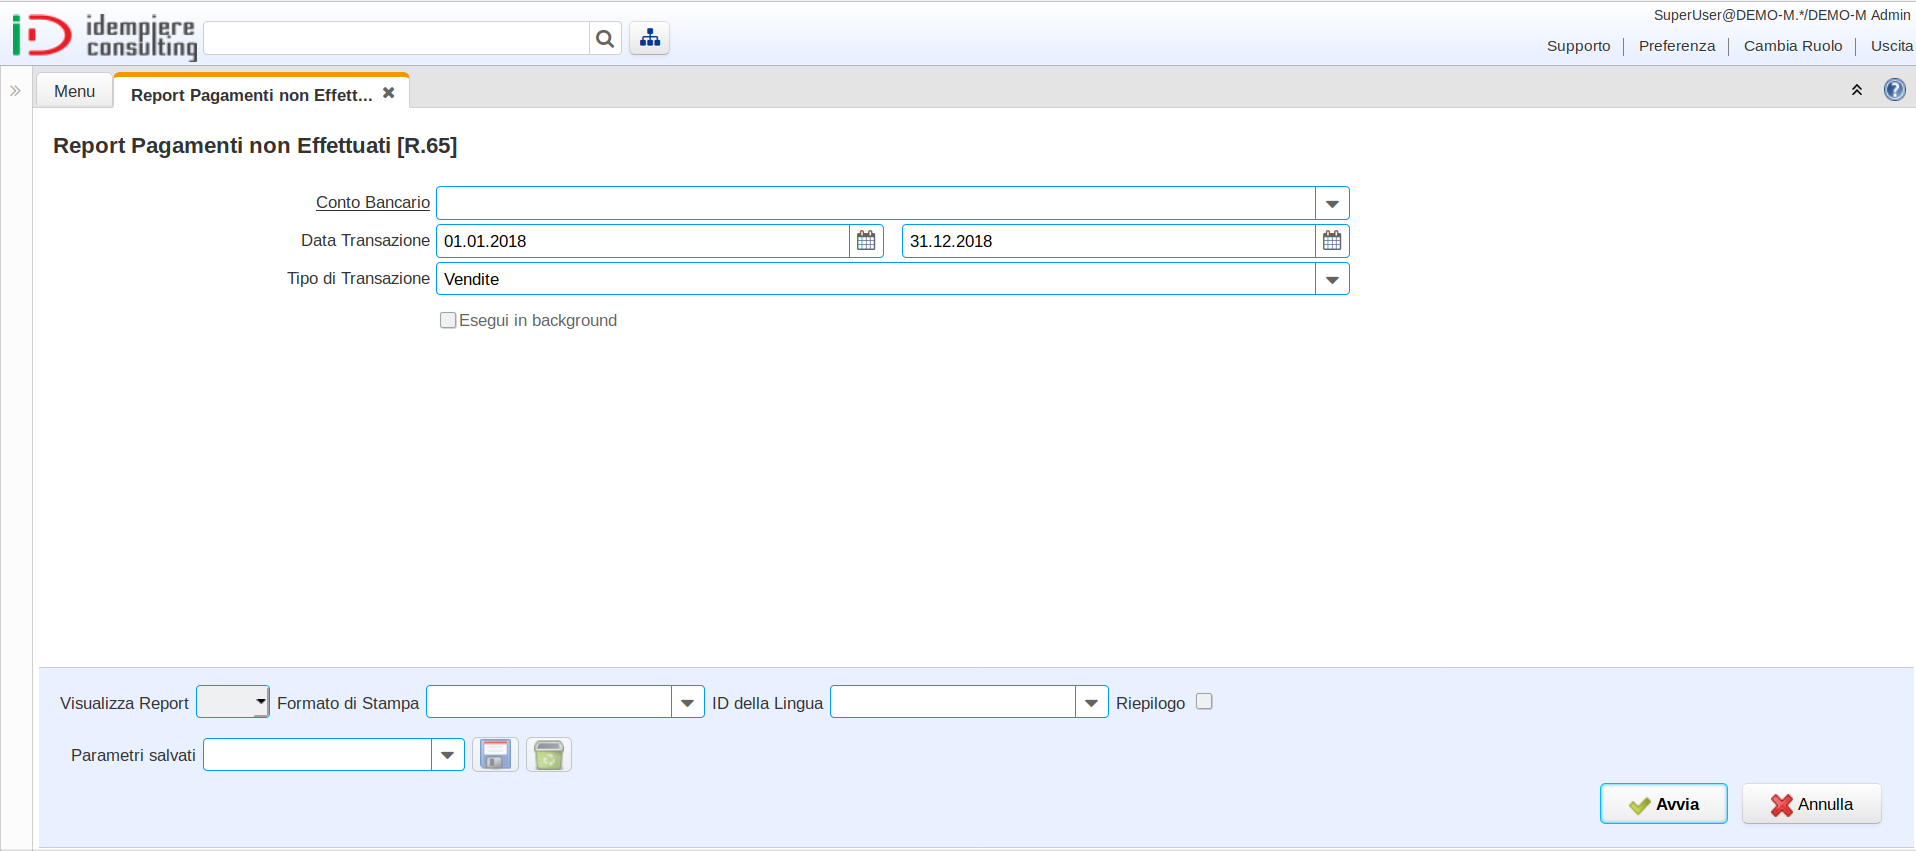 SuperUser@DEMO-M.*/DEMO-M Admin
idempiere
consulting
Supporto Preferenza Cambia Ruolo Uscita
Menu Report Pagamenti non Effett...
Report Pagamenti non Effettuati [R.65]
Conto Bancario
Data Transazione 01.01.2018 31.12.2018
Tipo di Transazione Vendite
Esegui in background
Visualizza Report Formato di Stampa ID della Lingua Riepilogo
Parametri salvati
Avvia Annulla